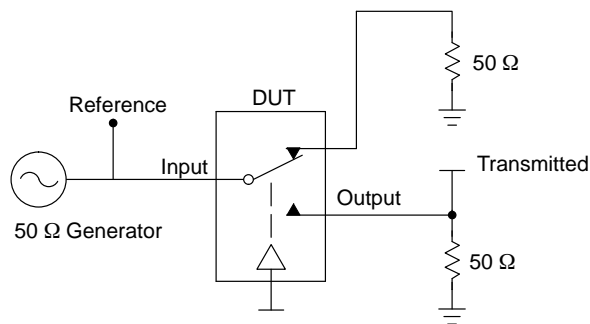 50 Ω
Reference
DUT
Input
Transmitted
Output
50 Ω Generator
50 Ω